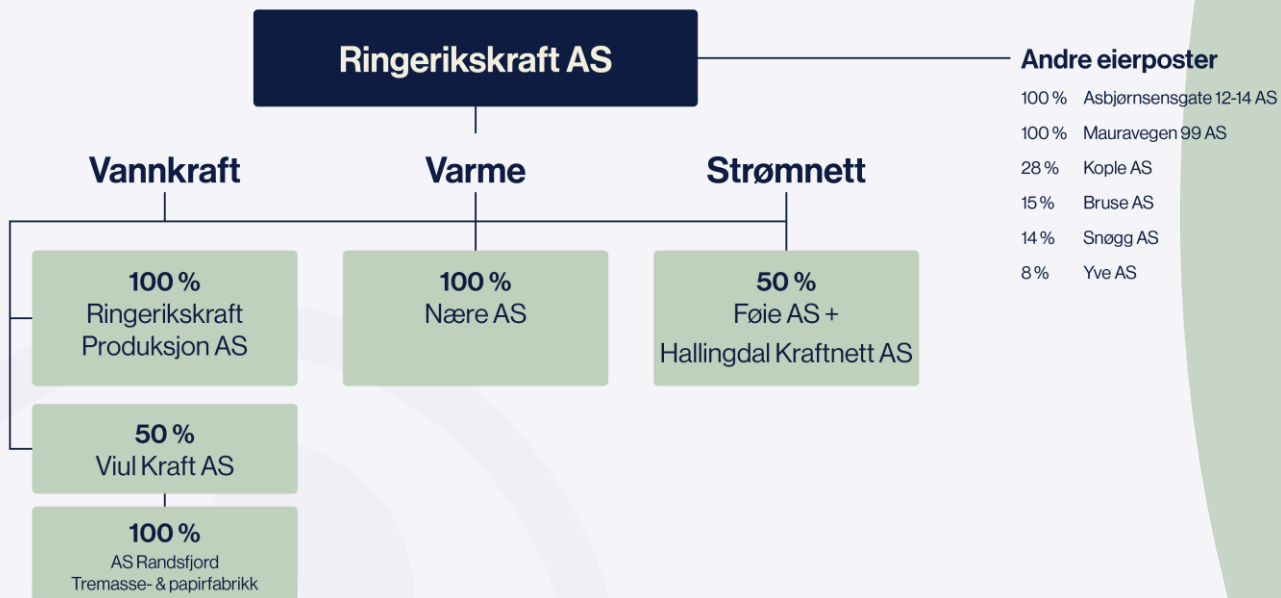 Ringerikskraft AS
Andre eierposter
100 % Asbjørnsensgate 12-14 AS
100 % Mauravegen 99 AS
28 % Kople AS
15 % Bruse AS
14 % Snøgg AS
8 % Yve AS
Vannkraft
Varme
Strømnett
100 %
Ringerikskraft
Produksjon AS
100 %
Nære AS
50 %
Føie AS +
Hallingdal Kraftnett AS
50 %
Viul Kraft AS
100 %
AS Randsfjord
Tremasse- & papirfabrikk